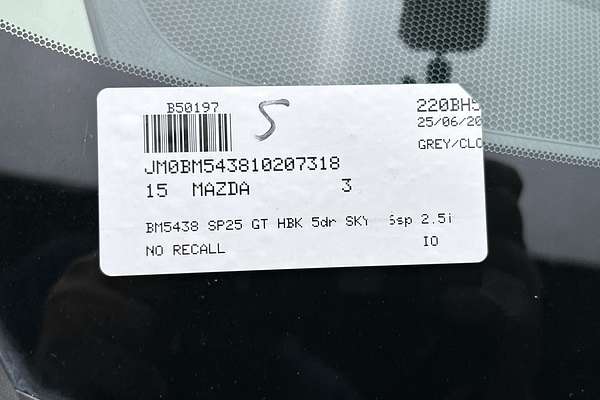 B50197 5 220BHS
25/06/20
GREY/CLO
JM0BM543810207318
15 MAZDA 3
BM5438 SP25 GT HBK 5dr SKY 6sp 2.5i
NO RECALL IO